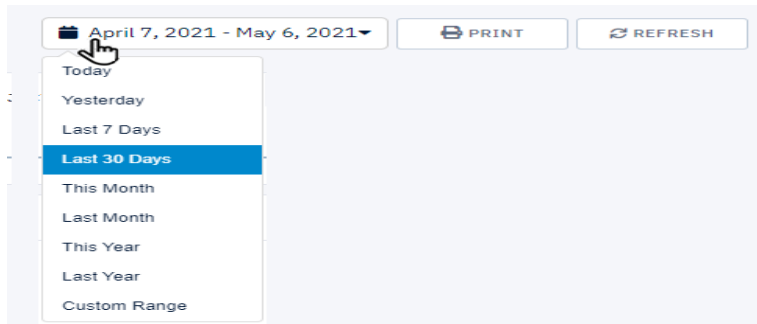 April 7, 2021 - May 6, 2021
PRINT
REFRESH
Today
Yesterday
Last 7 Days
Last 30 Days
This Month
Last Month
This Year
Last Year
Custom Range